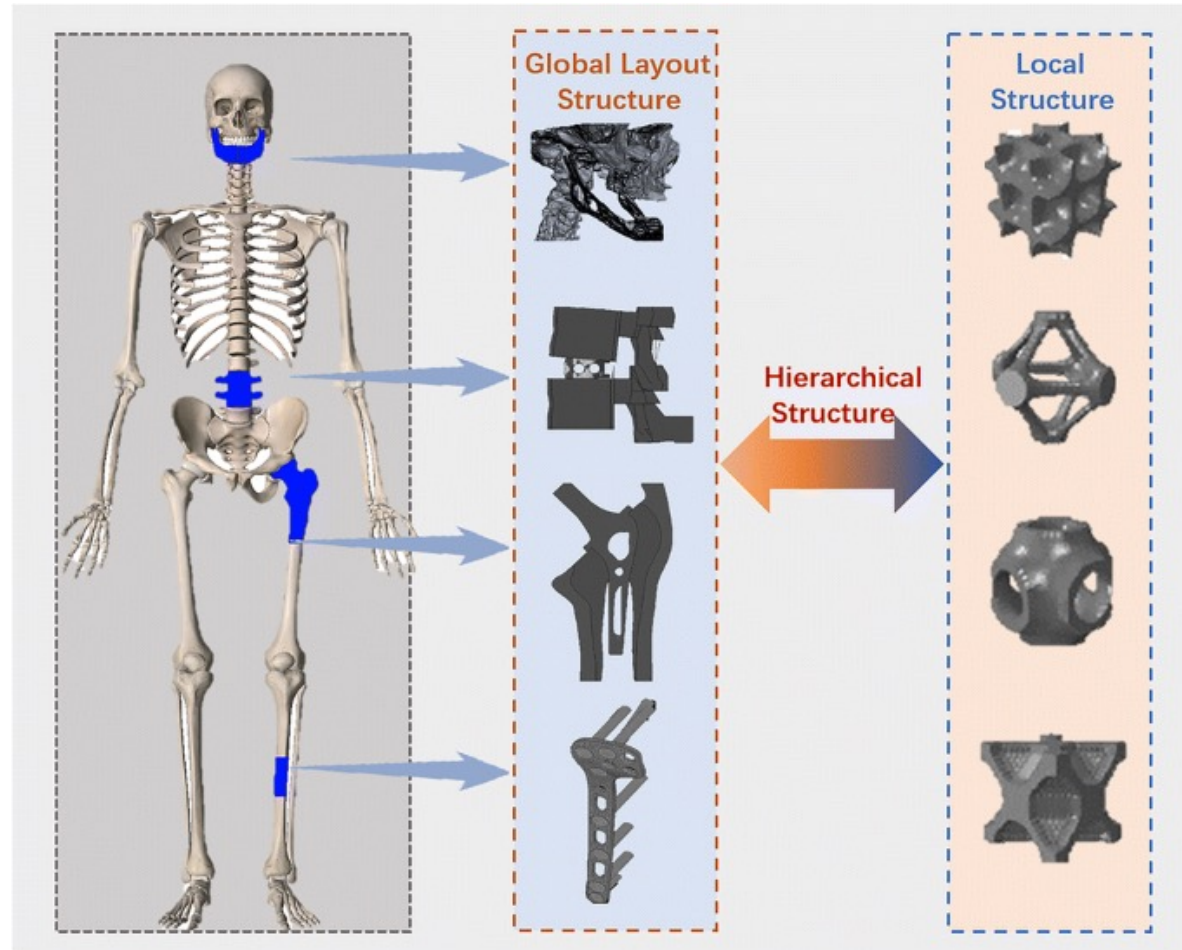 Global Layout
Structure
Local
Structure
Hierarchical
Structure